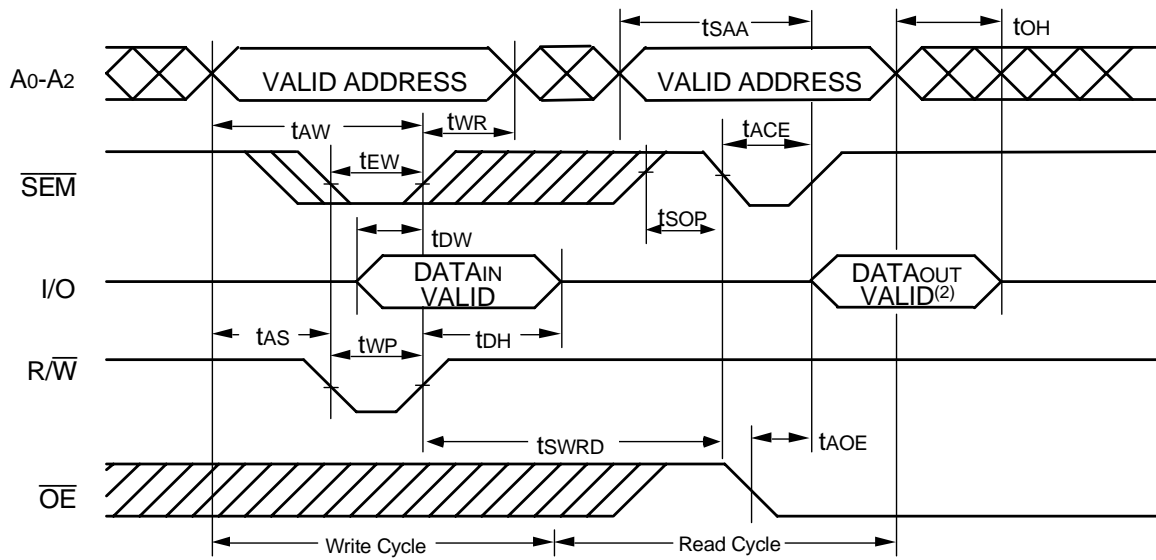 tSAA
tOH
A0-A2
VALID ADDRESS
VALID ADDRESS
tAW
tWR
tACE
tEW
SEM
tSOP
tDW
I/O
DATAIN
VALID
DATAOUT
VALID(2)
tAS
tWP
tDH
R/W
tSWRD
tAOE
OE
Write Cycle
Read Cycle